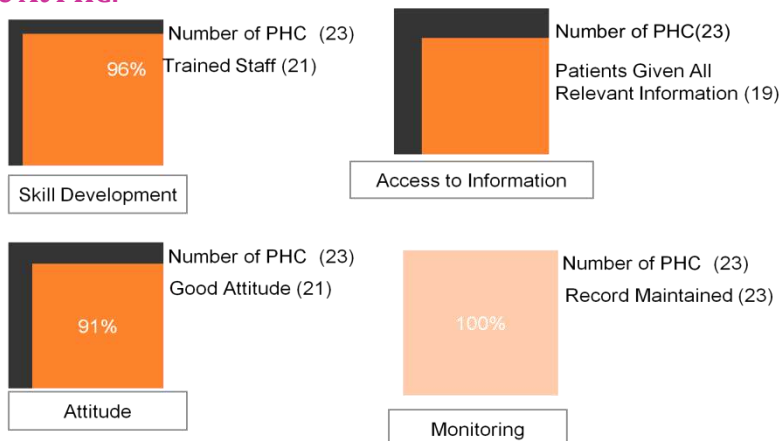 Number of PHC (23)
96%
Trained Staff (21)
Skill Development
Number of PHC(23)
Patients Given All
Relevant Information (19)
Access to Information
Number of PHC (23)
Good Attitude (21)
91%
Attitude
Number of PHC (23)
Record Maintained (23)
100%
Monitoring